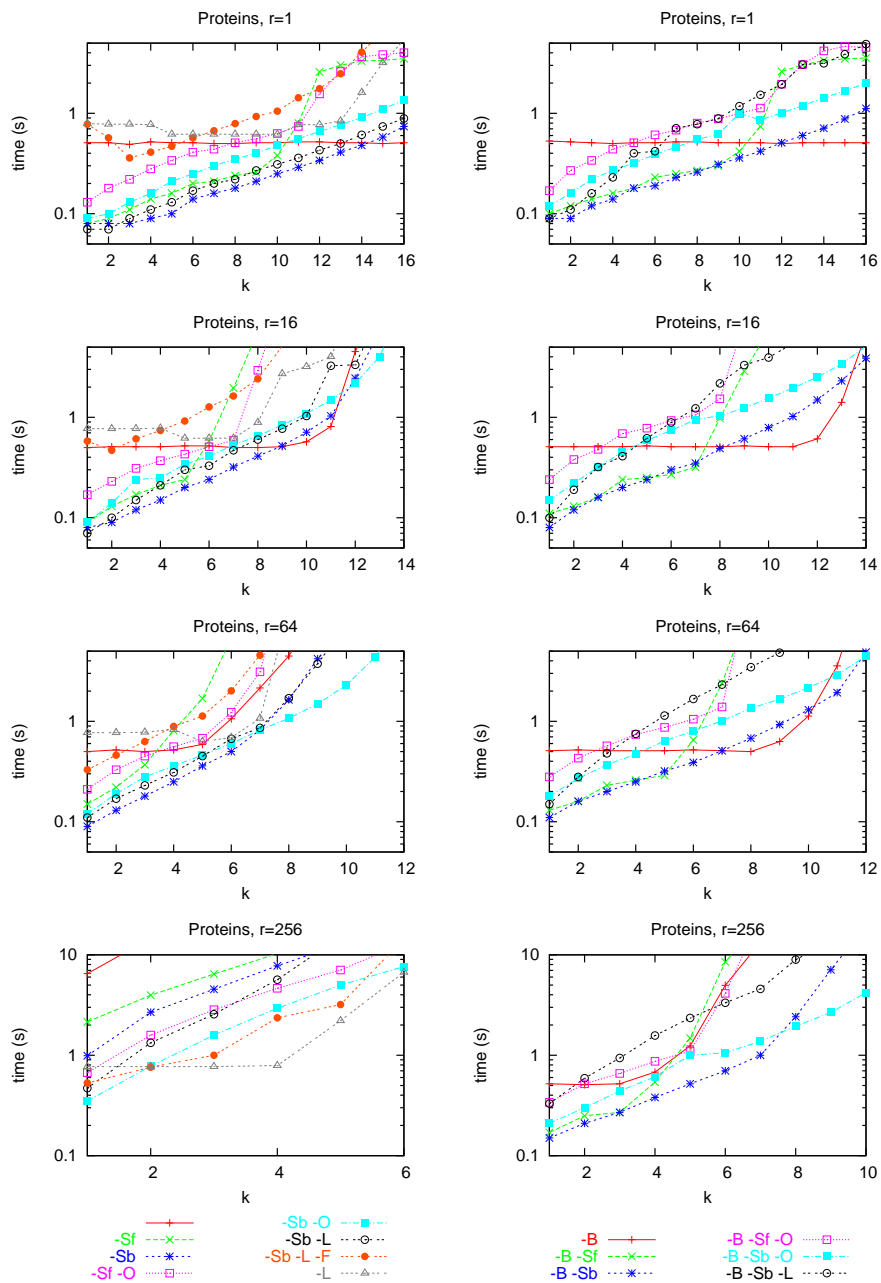 Proteins, r=1
time (s)
1
0.1
2 4 6 8 10 12 14 16
k
Proteins, r=1
time (s)
1
0.1
2 4 6 8 10 12 14 16
k
Proteins, r=16
time (s)
1
0.1
2 4 6 8 10 12 14
k
Proteins, r=16
time (s)
1
0.1
2 4 6 8 10 12 14
k
Proteins, r=64
time (s)
1
0.1
2 4 6 8 10 12
k
Proteins, r=64
time (s)
1
0.1
2 4 6 8 10 12
k
Proteins, r=256
time (s)
10
1
0.1
2 4 6
k
Proteins, r=256
time (s)
10
1
0.1
2 4 6 8 10
k
-Sf
-Sb
-Sf -O
-Sb -O
-Sb -L
-Sb -L -F
-L
-B
-B -Sf
-B -Sb
-B -Sf -O
-B -Sb -O
-B -Sb -L